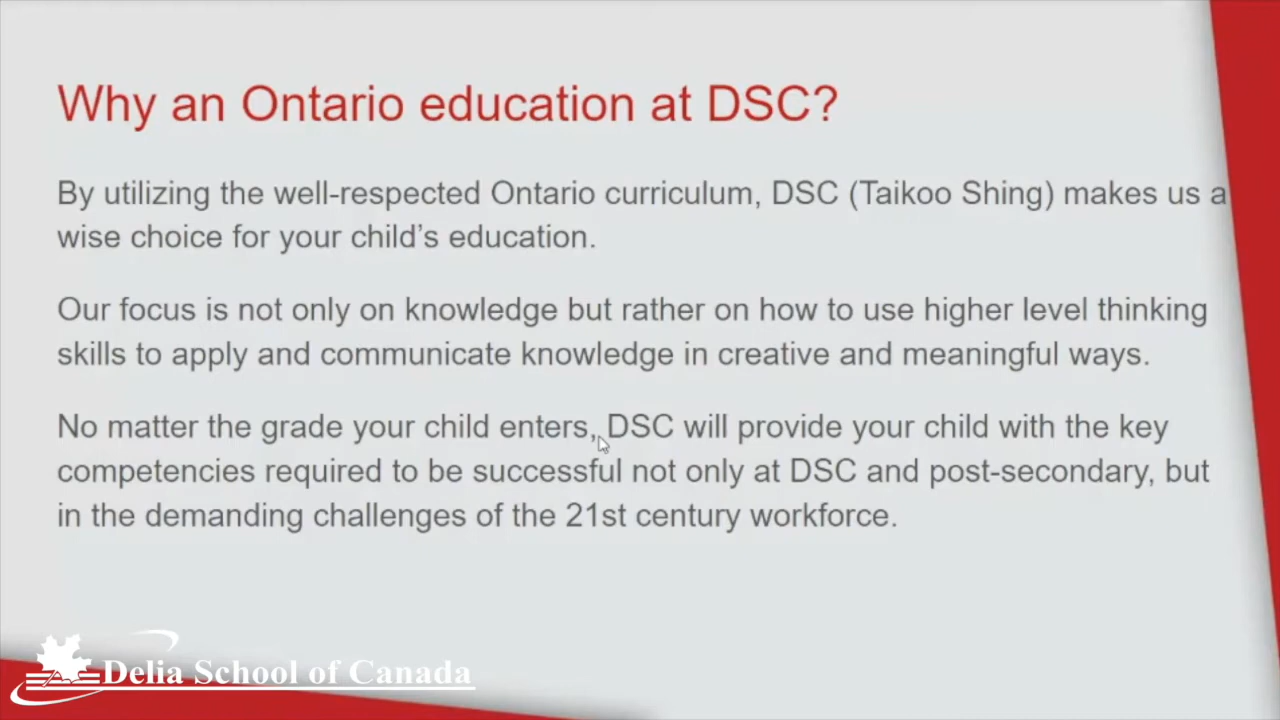 Why an Ontario education at DSC?
By utilizing the well-respected Ontario curriculum, DSC (Taikoo Shing) makes us a
wise choice for your child’s education.
Our focus is not only on knowledge but rather on how to use higher level thinking
skills to apply and communicate knowledge in creative and meaningful ways.
No matter the grade your child enters, DSC will provide your child with the key
competencies required to be successful not only at DSC and post-secondary, but
in the demanding challenges of the 21st century workforce.
Delia School of Canada